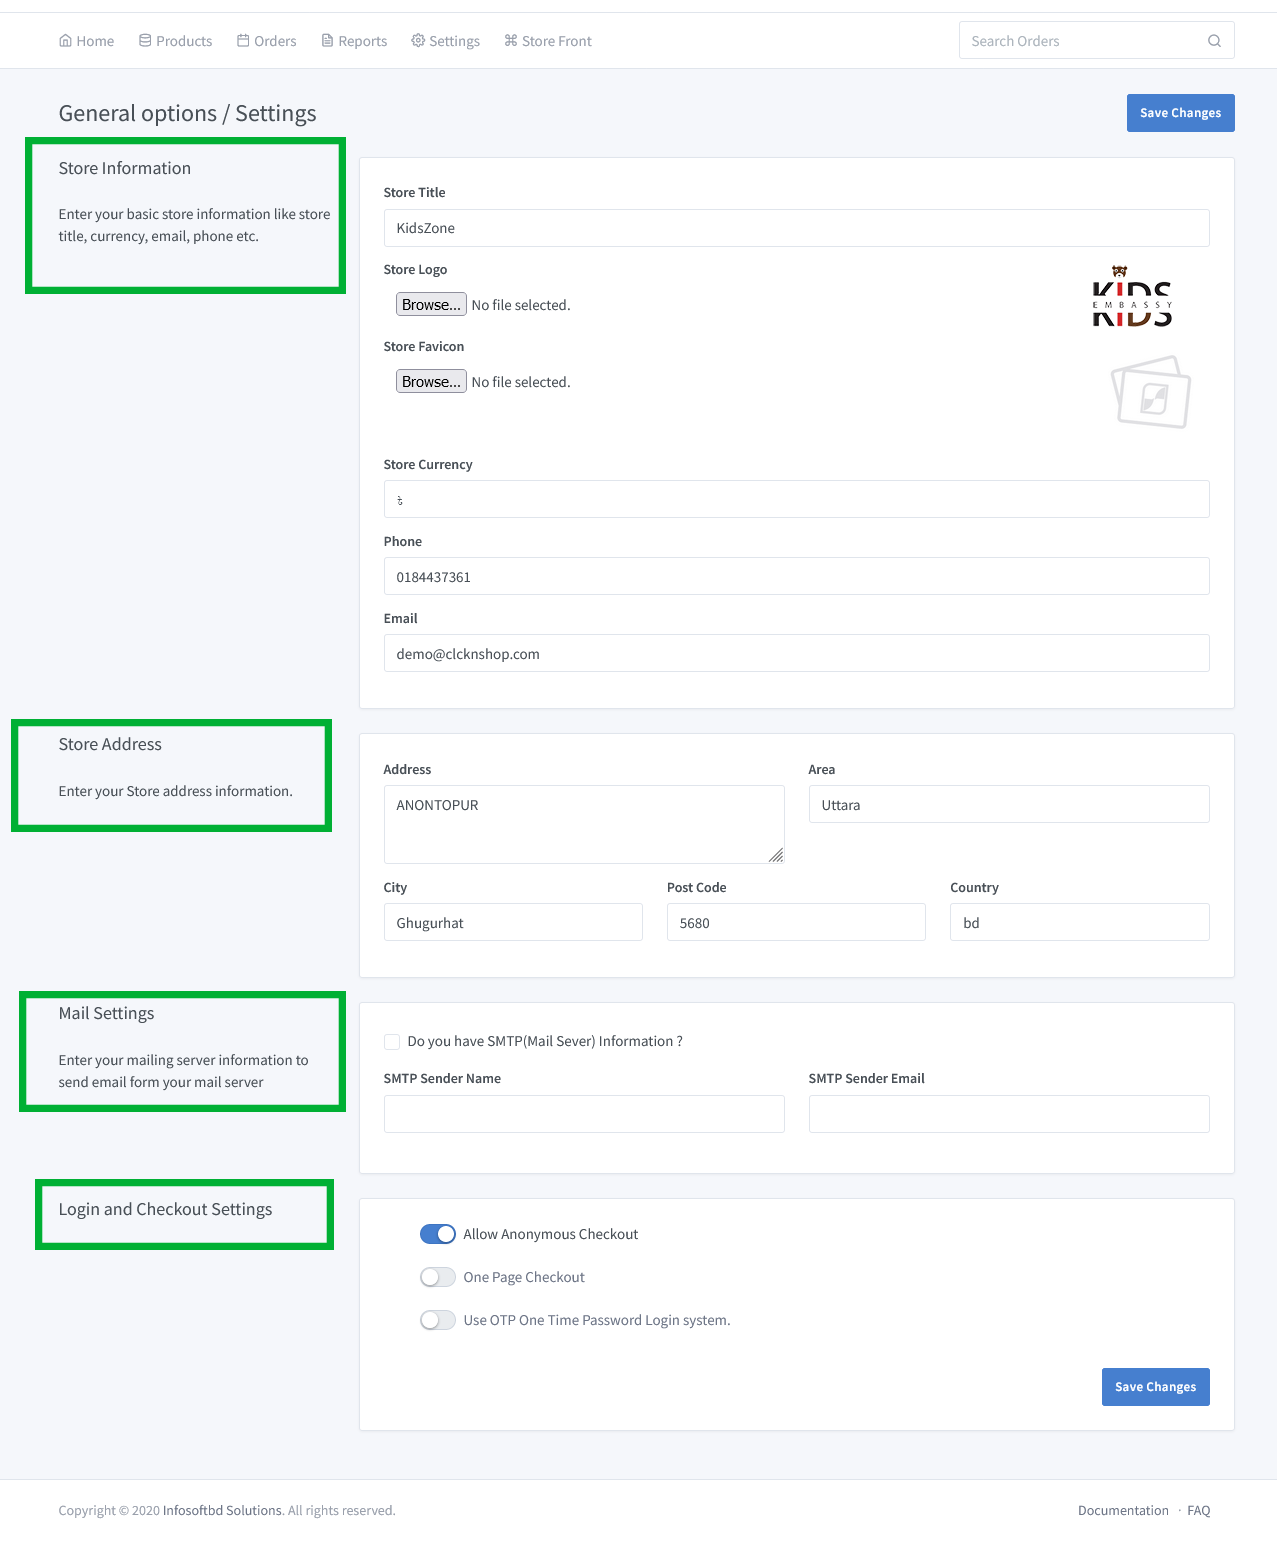 Home Products Orders Reports Settings Store Front Search Orders
General options / Settings Save Changes
Store Information
Enter your basic store information like store
title, currency, email, phone etc.
Store Title
KidsZone
Store Logo
Browse... No file selected.
KIDS
EMBASSY
KIDS
Store Favicon
Browse... No file selected.
Store Currency
৳
Phone
0184437361
Email
demo@clcknshop.com
Store Address
Enter your Store address information.
Address Area
ANONTOPUR Uttara
City Post Code Country
Ghugurhat 5680 bd
Mail Settings
Enter your mailing server information to
send email form your mail server
Do you have SMTP(Mail Sever) Information ?
SMTP Sender Name SMTP Sender Email
Login and Checkout Settings
Allow Anonymous Checkout
One Page Checkout
Use OTP One Time Password Login system.
Save Changes
Copyright © 2020 Infosoftbd Solutions. All rights reserved. Documentation · FAQ